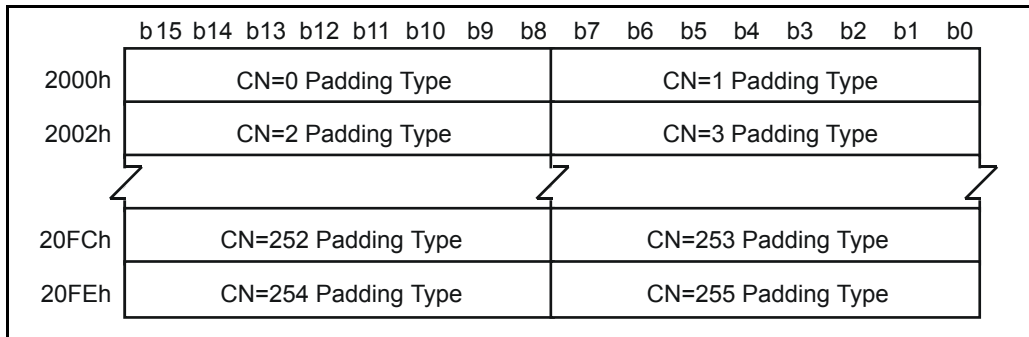 b15 b14 b13 b12 b11 b10 b9 b8 b7 b6 b5 b4 b3 b2 b1 b0
2000h CN=0 Padding Type CN=1 Padding Type
2002h CN=2 Padding Type CN=3 Padding Type
20FCh CN=252 Padding Type CN=253 Padding Type
20FEh CN=254 Padding Type CN=255 Padding Type